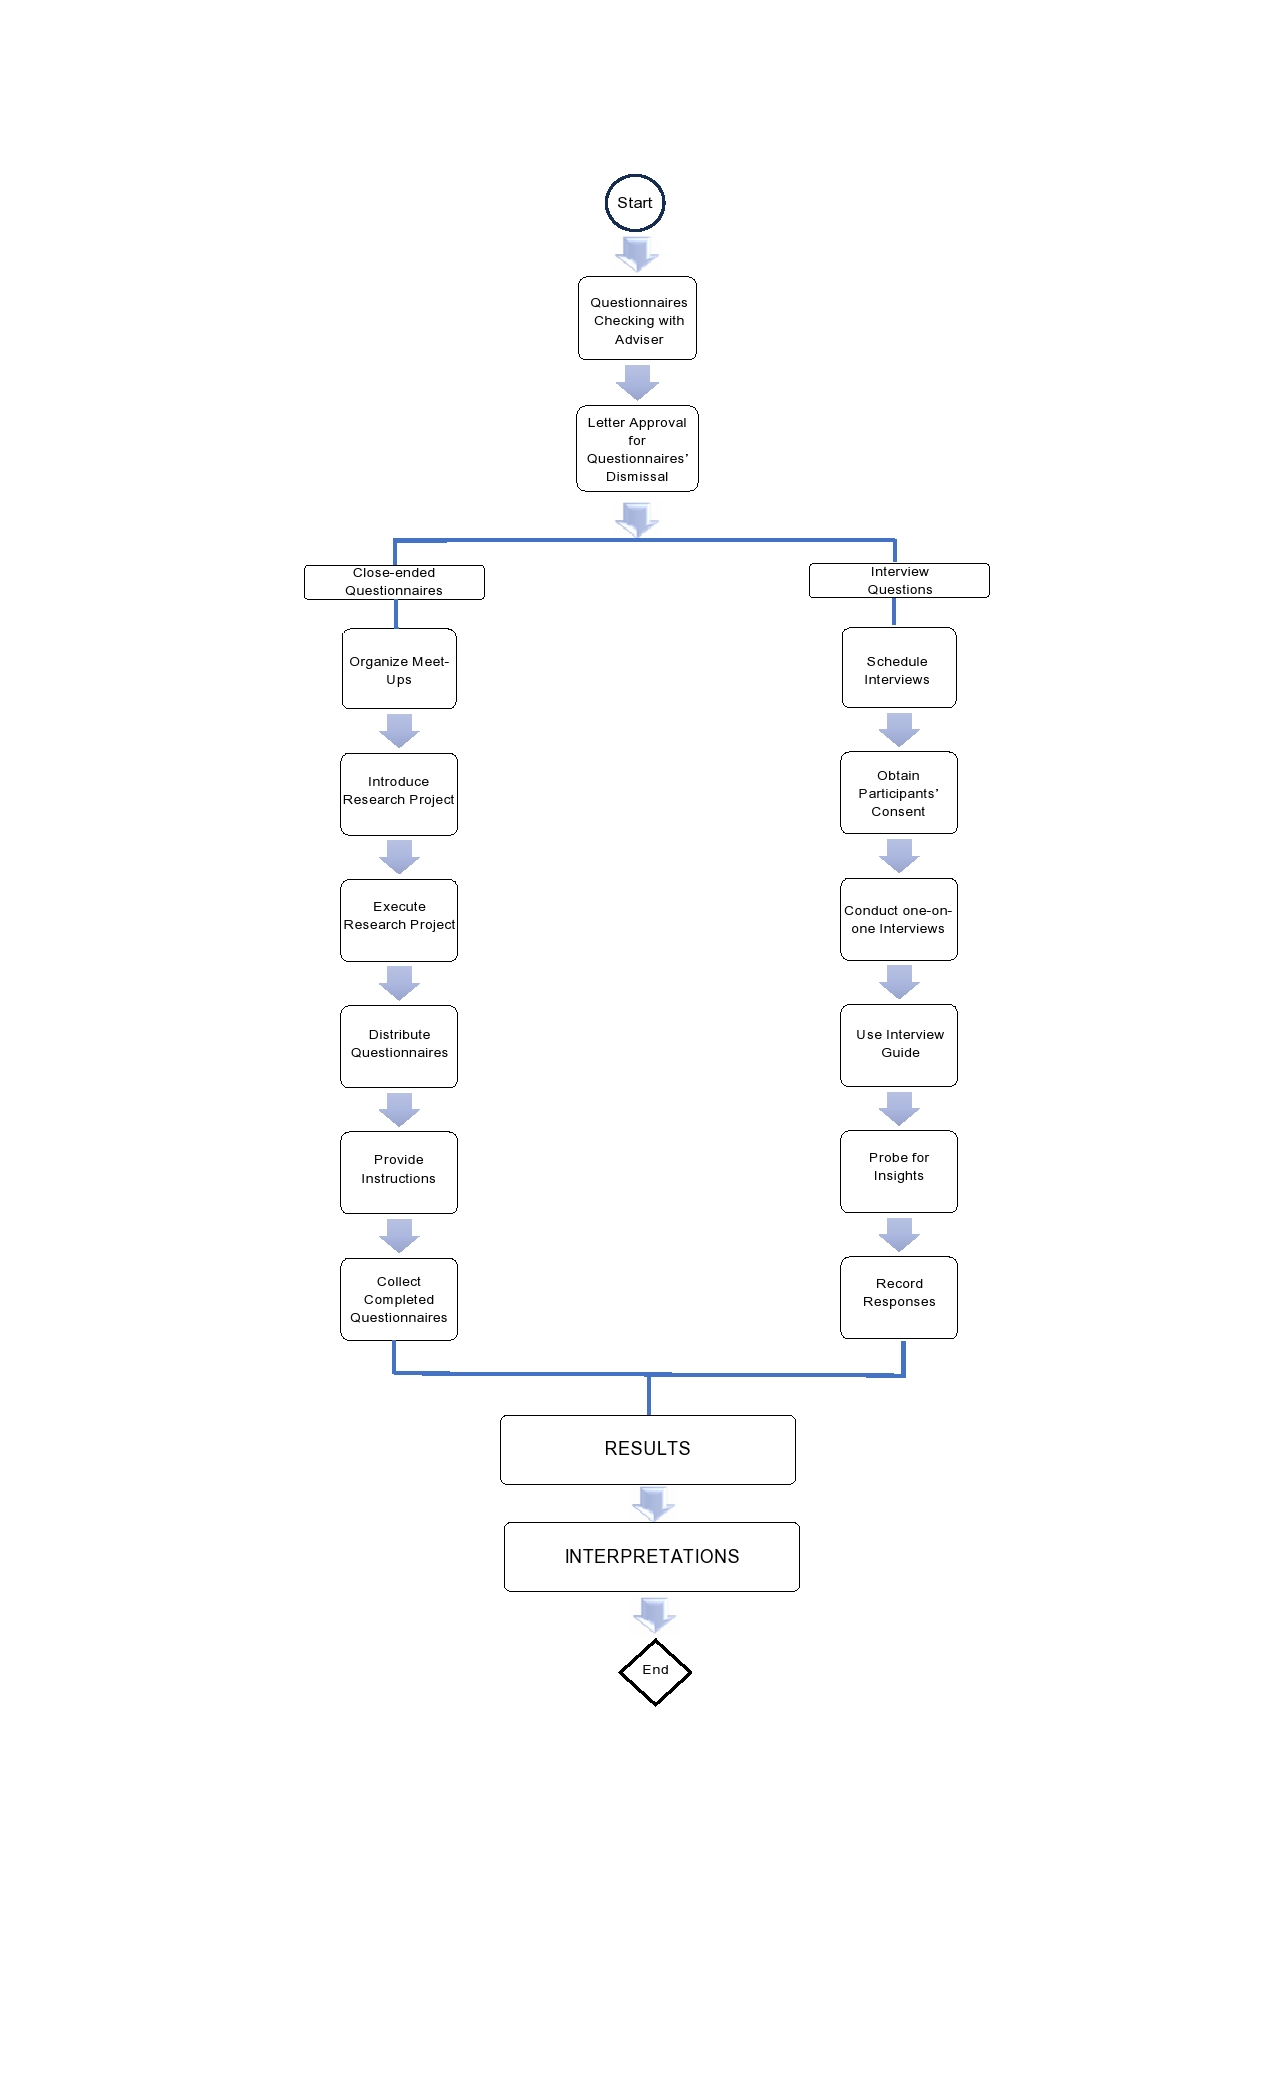 Start
Questionnaires
Checking with
Adviser
Letter Approval
for
Questionnaires’
Dismissal
Close-ended
Questionnaires
Organize Meet-
Ups
Introduce
Research Project
Execute
Research Project
Distribute
Questionnaires
Provide
Instructions
Collect
Completed
Questionnaires
Interview
Questions
Schedule
Interviews
Obtain
Participants’
Consent
Conduct one-on-
one Interviews
Use Interview
Guide
Probe for
Insights
Record
Responses
RESULTS
INTERPRETATIONS
End